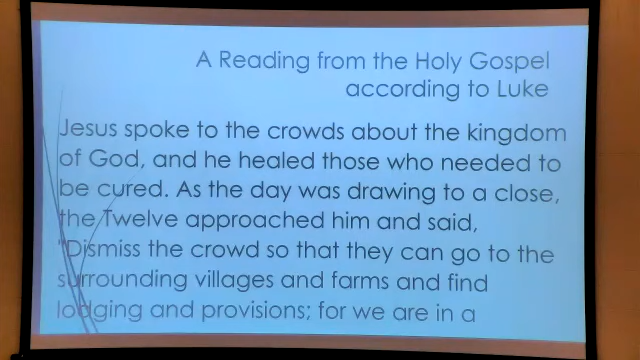 A Reading from the Holy Gospel
according to Luke
Jesus spoke to the crowds about the kingdom
of God, and he healed those who needed to
be cured. As the day was drawing to a close,
the Twelve approached him and said,
"Dismiss the crowd so that they can go to the
surrounding villages and farms and find
lodging and provisions; for we are in a